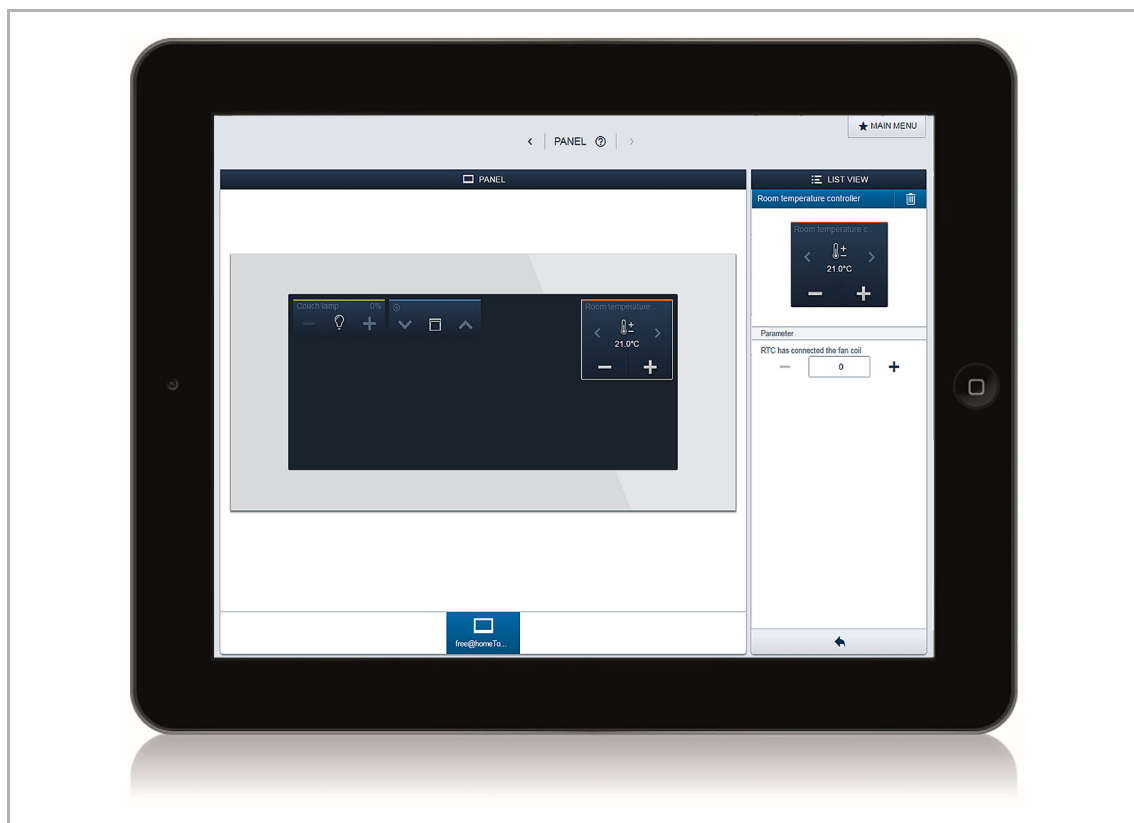 MAIN MENU
PANEL
PANEL
LIST VIEW
Room temperature controller
Room temperature c...
21.0°C
Couch lamp 0%
Room temperature ...
21.0°C
Parameter
RTC has connected the fan coil
0
free@homeTo...